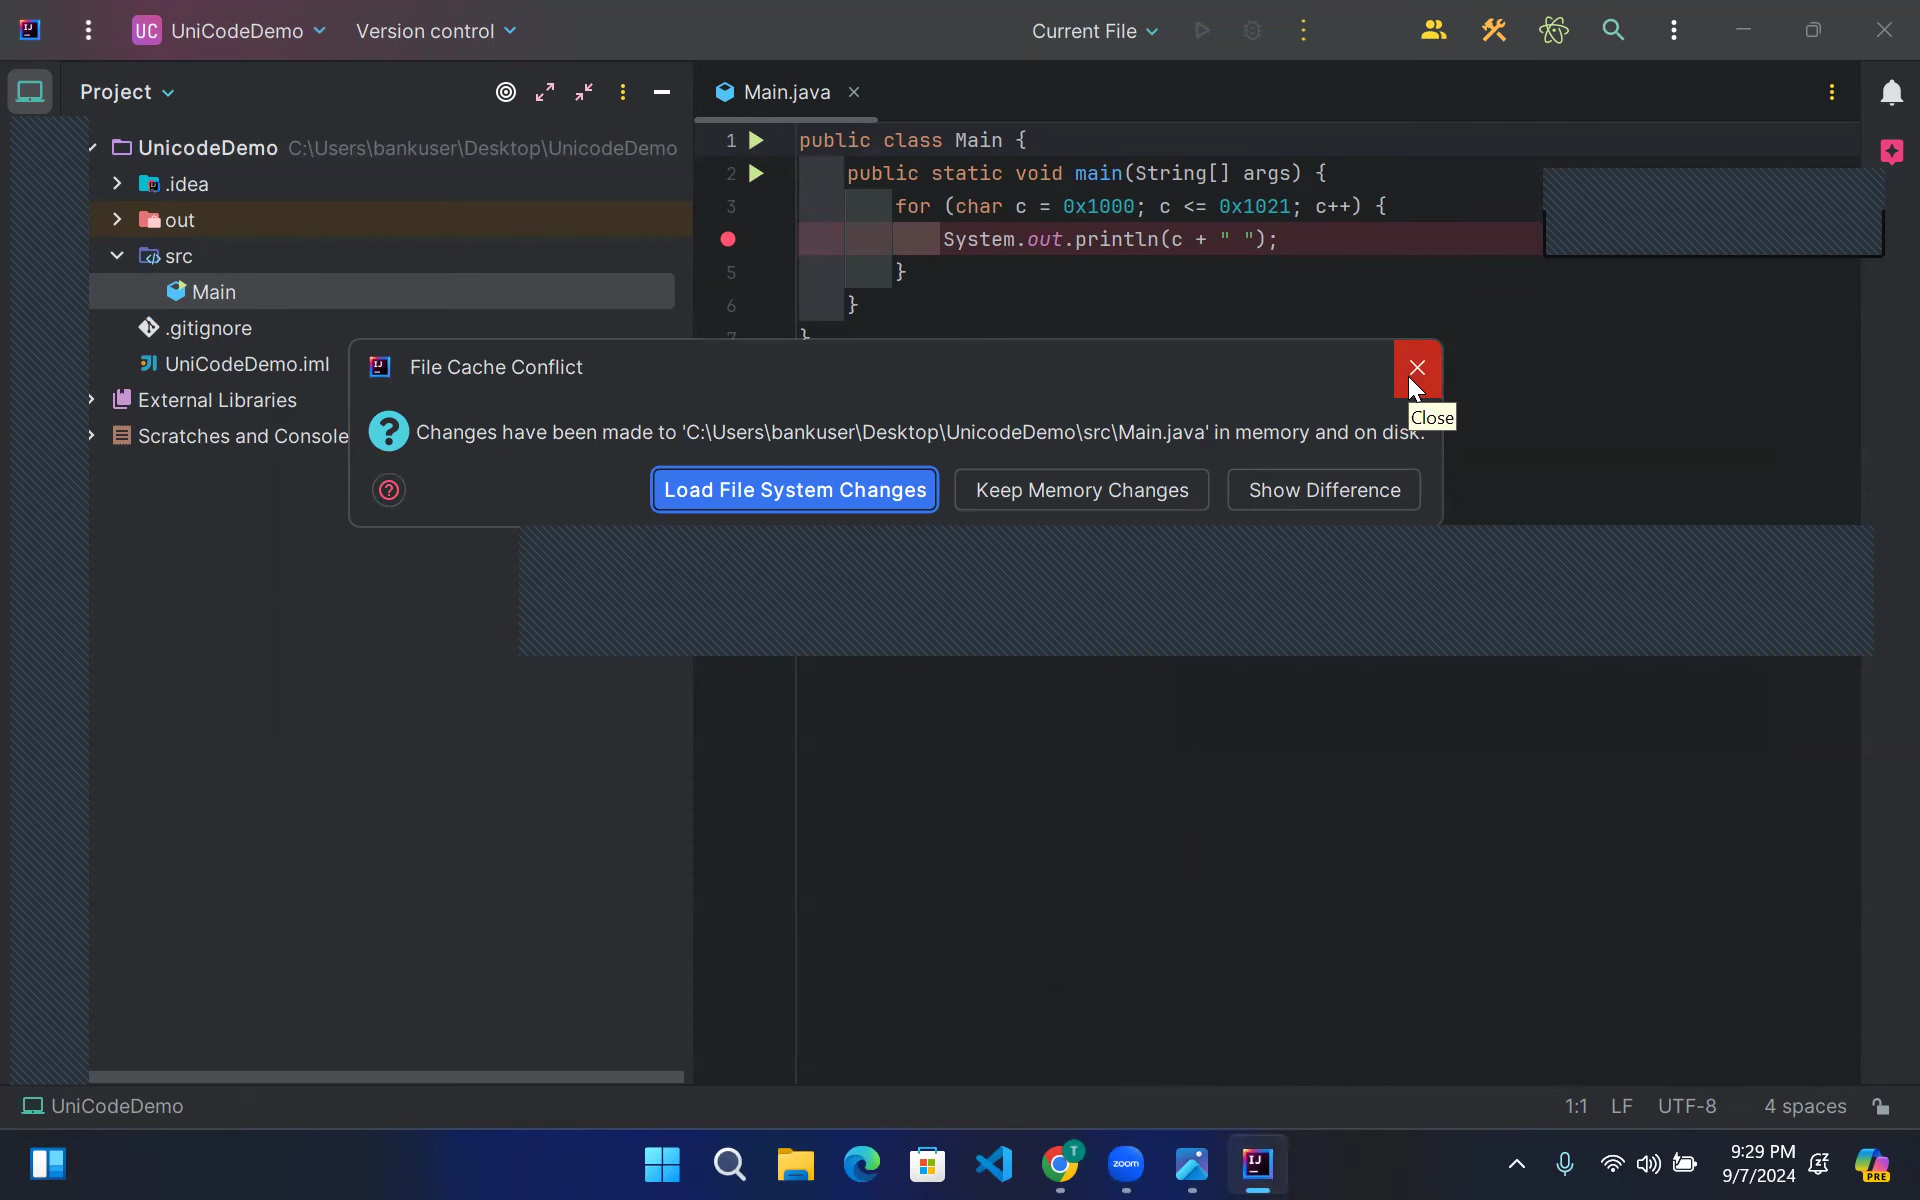 UC UniCodeDemo Version control Current File
Project
Main.java
UnicodeDemo C:\Users\bankuser\Desktop\UnicodeDemo
.idea
out
src
Main
.gitignore
UniCodeDemo.iml
External Libraries
Scratches and Console
1 public class Main {
2 public static void main(String[] args) {
3 for (char c = 0x1000; c <= 0x1021; c++) {
System.out.println(c + " ");
5 }
6 }
7 }
File Cache Conflict
Close
Changes have been made to 'C:\Users\bankuser\Desktop\UnicodeDemo\src\Main.java' in memory and on disk.
Load File System Changes Keep Memory Changes Show Difference
UniCodeDemo 1:1 LF UTF-8 4 spaces
zoom
T
IJ
9:29 PM
9/7/2024
PRE